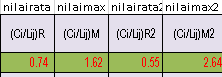 nilairata nilaimax nilairata2 nilaimax2
(Ci/Lij)R (Ci/Lij)M (Ci/Lij)R2 (Ci/Lij)M2
0.74 1.62 0.55 2.64